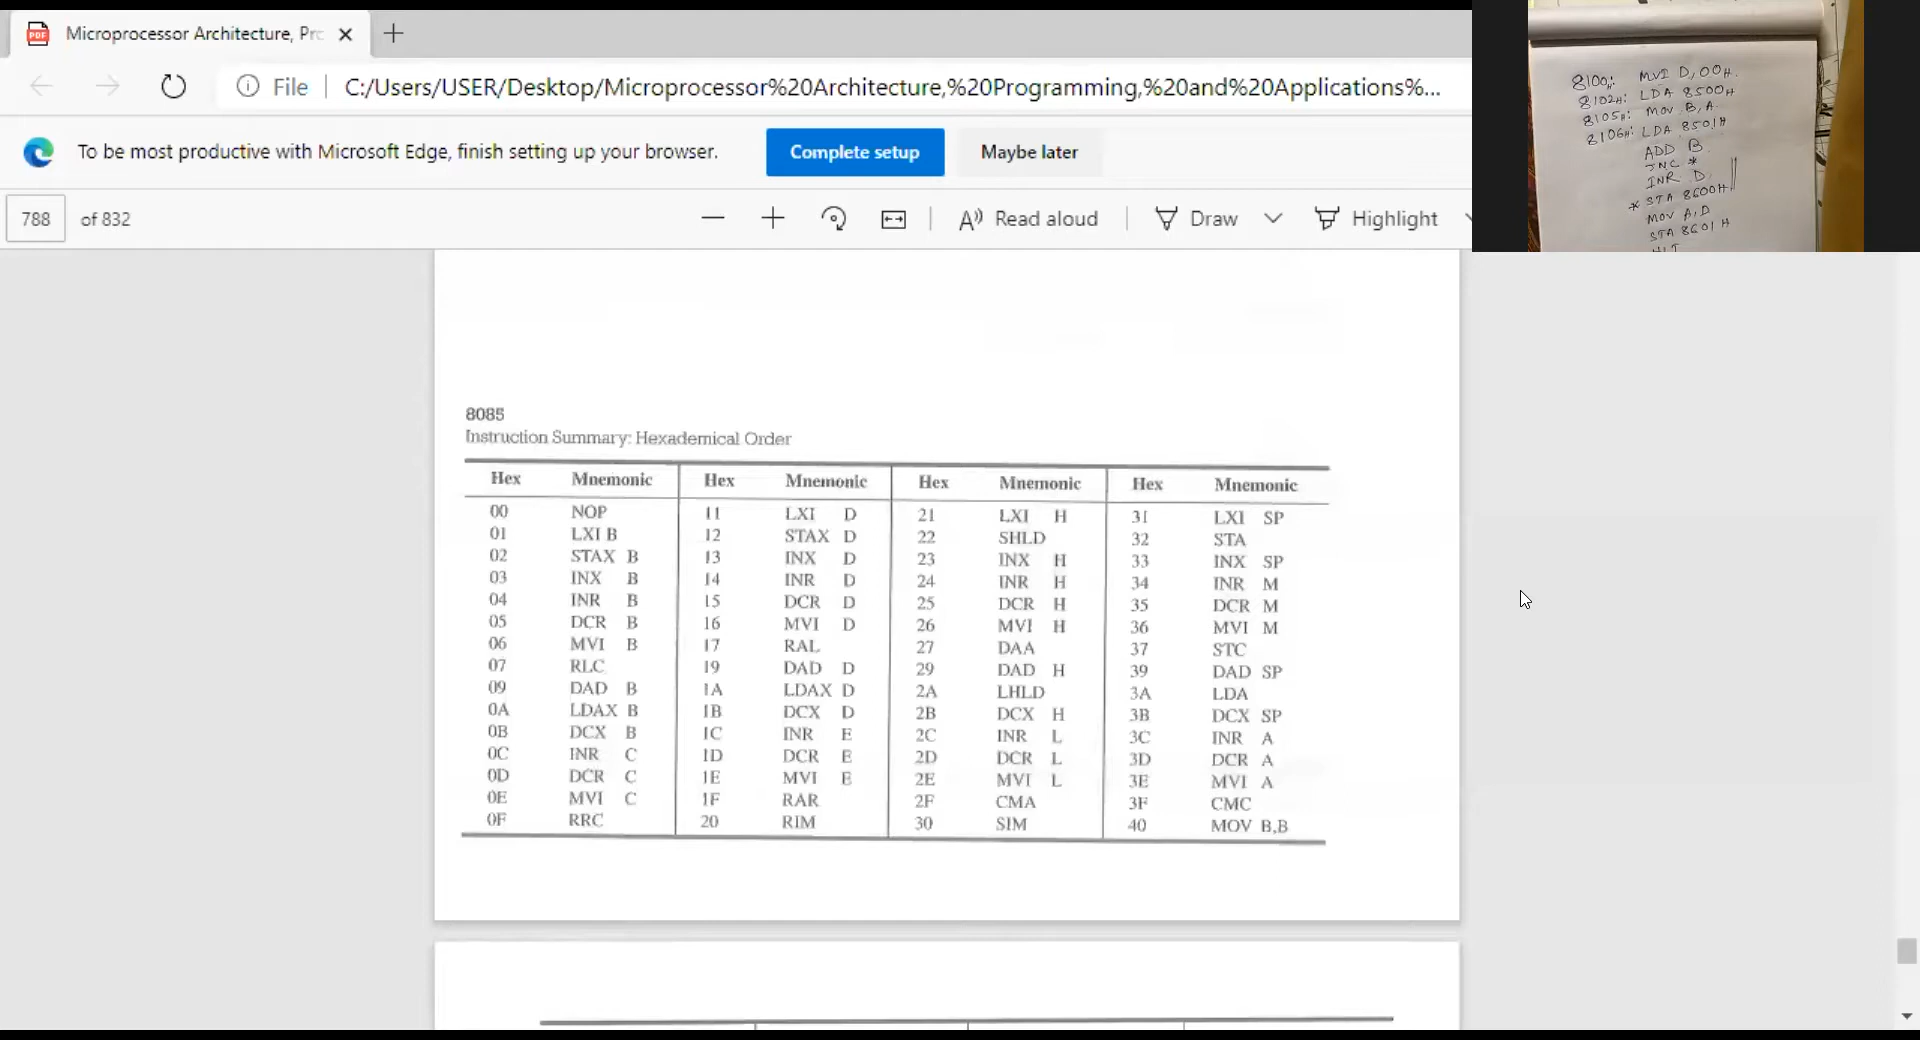 Microprocessor Architecture, Pr
File C:/Users/USER/Desktop/Microprocessor%20Architecture,%20Programming,%20and%20Applications%...
To be most productive with Microsoft Edge, finish setting up your browser. Complete setup Maybe later
788 of 832 Read aloud Draw Highlight
8100H: MVI D,00H.
8102H: LDA 8500H
8105H: MOV B,A
8106H: LDA 8501H
ADD B
JNC *
INR D
* STA 8600H
MOV A,D
STA 8601H
HLT
8085
Instruction Summary: Hexademical Order
Hex Mnemonic Hex Mnemonic Hex Mnemonic Hex Mnemonic
00 NOP 11 LXI D 21 LXI H 31 LXI SP
01 LXI B 12 STAX D 22 SHLD 32 STA
02 STAX B 13 INX D 23 INX H 33 INX SP
03 INX B 14 INR D 24 INR H 34 INR M
04 INR B 15 DCR D 25 DCR H 35 DCR M
05 DCR B 16 MVI D 26 MVI H 36 MVI M
06 MVI B 17 RAL 27 DAA 37 STC
07 RLC 19 DAD D 29 DAD H 39 DAD SP
09 DAD B 1A LDAX D 2A LHLD 3A LDA
0A LDAX B 1B DCX D 2B DCX H 3B DCX SP
0B DCX B 1C INR E 2C INR L 3C INR A
0C INR C 1D DCR E 2D DCR L 3D DCR A
0D DCR C 1E MVI E 2E MVI L 3E MVI A
0E MVI C 1F RAR 2F CMA 3F CMC
0F RRC 20 RIM 30 SIM 40 MOV B,B